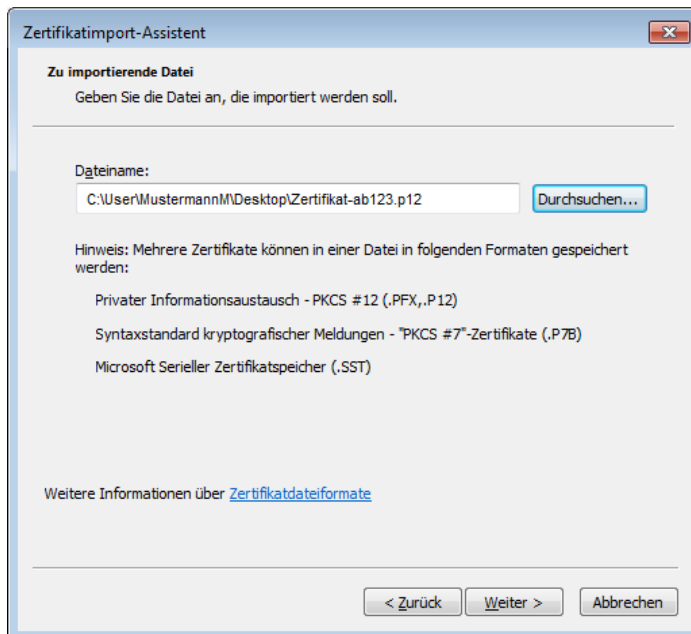 Zertifikatimport-Assistent
Zu importierende Datei
Geben Sie die Datei an, die importiert werden soll.
Dateiname:
C:\User\MustermannM\Desktop\Zertifikat-ab123.p12
Durchsuchen...
Hinweis: Mehrere Zertifikate können in einer Datei in folgenden Formaten gespeichert
werden:
Privater Informationsaustausch - PKCS #12 (.PFX,.P12)
Syntaxstandard kryptografischer Meldungen - "PKCS #7"-Zertifikate (.P7B)
Microsoft Serieller Zertifikatspeicher (.SST)
Weitere Informationen über Zertifikatdateiformate
< Zurück
Weiter >
Abbrechen